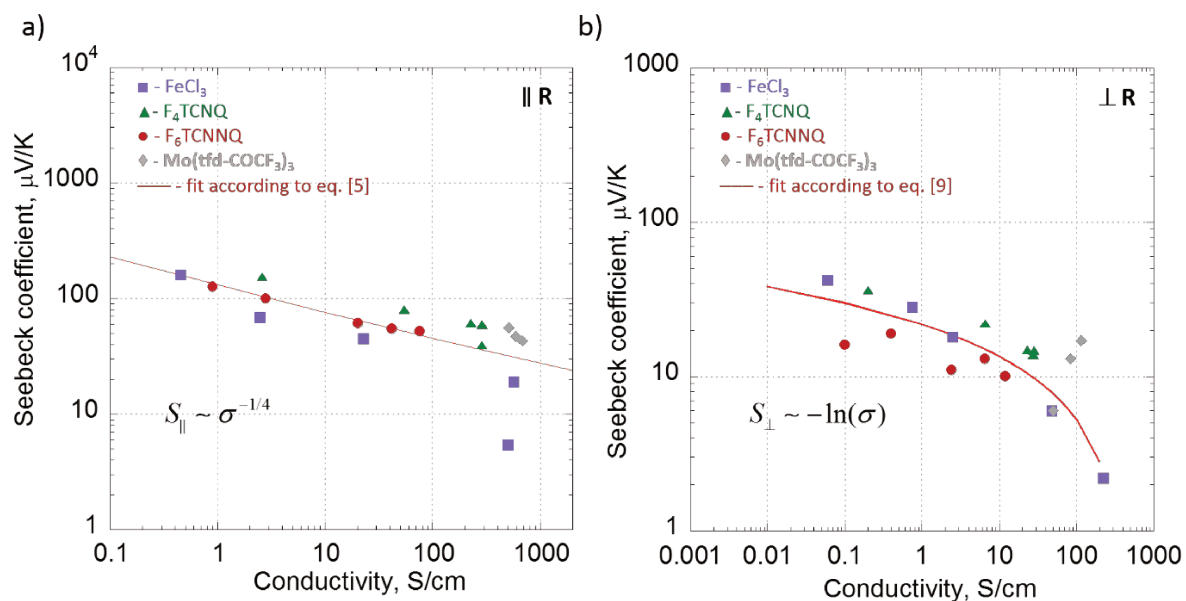 a)
Seebeck coefficient, μV/K
10⁴
1000
100
10
1
■ - FeCl₃
▲ - F₄TCNQ
● - F₆TCNNQ
◆ - Mo(tfd-COCF₃)₃
— - fit according to eq. [5]
∥ R
S∥ ~ σ⁻¹/⁴
0.1 1 10 100 1000
Conductivity, S/cm
b)
Seebeck coefficient, μV/K
1000
100
10
1
■ - FeCl₃
▲ - F₄TCNQ
● - F₆TCNNQ
◆ - Mo(tfd-COCF₃)₃
— - fit according to eq. [9]
⊥ R
S⊥ ~ −ln(σ)
0.001 0.01 0.1 1 10 100 1000
Conductivity, S/cm